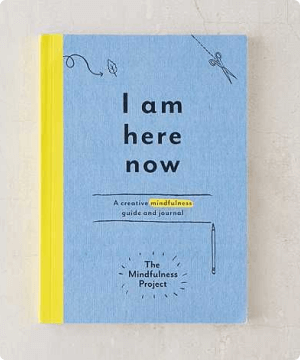 I am
here
now
A creative mindfulness
guide and journal
The
Mindfulness
Project